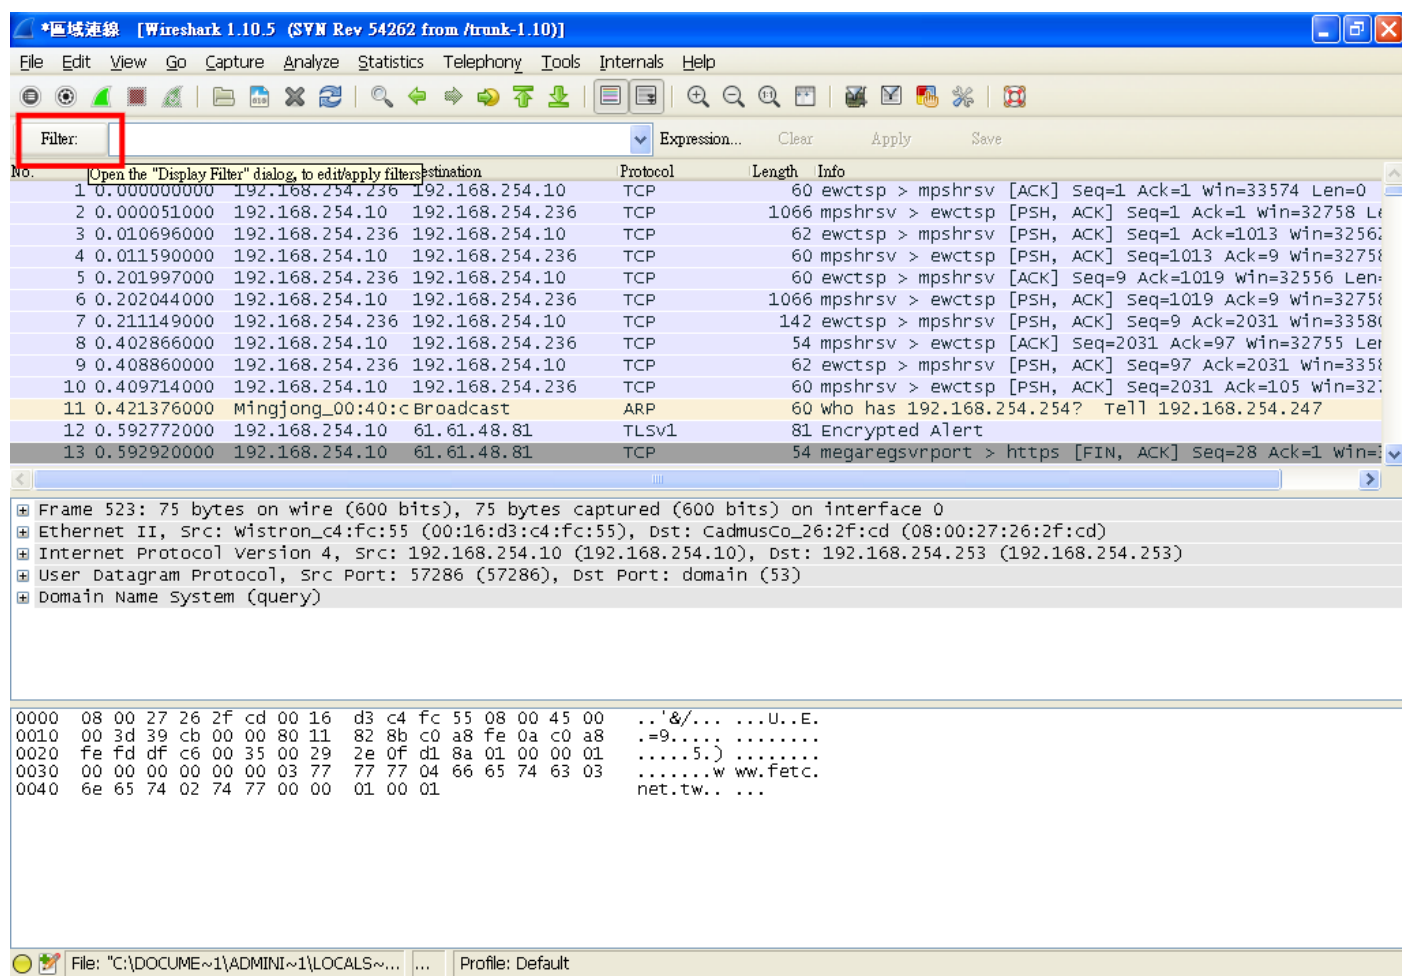 *區域連線 [Wireshark 1.10.5 (SVN Rev 54262 from /trunk-1.10)]
File Edit View Go Capture Analyze Statistics Telephony Tools Internals Help
Filter: Expression... Clear Apply Save
No. estination Protocol Length Info
Open the "Display Filter" dialog, to edit/apply filters
1 0.000000000 192.168.254.236 192.168.254.10 TCP 60 ewctsp > mpshrsv [ACK] Seq=1 Ack=1 Win=33574 Len=0
2 0.000051000 192.168.254.10 192.168.254.236 TCP 1066 mpshrsv > ewctsp [PSH, ACK] Seq=1 Ack=1 Win=32758 Le
3 0.010696000 192.168.254.236 192.168.254.10 TCP 62 ewctsp > mpshrsv [PSH, ACK] Seq=1 Ack=1013 Win=32562
4 0.011590000 192.168.254.10 192.168.254.236 TCP 60 mpshrsv > ewctsp [PSH, ACK] Seq=1013 Ack=9 Win=32758
5 0.201997000 192.168.254.236 192.168.254.10 TCP 60 ewctsp > mpshrsv [ACK] Seq=9 Ack=1019 Win=32556 Len=
6 0.202044000 192.168.254.10 192.168.254.236 TCP 1066 mpshrsv > ewctsp [PSH, ACK] Seq=1019 Ack=9 Win=32758
7 0.211149000 192.168.254.236 192.168.254.10 TCP 142 ewctsp > mpshrsv [PSH, ACK] Seq=9 Ack=2031 Win=33580
8 0.402866000 192.168.254.10 192.168.254.236 TCP 54 mpshrsv > ewctsp [ACK] Seq=2031 Ack=97 Win=32755 Len
9 0.408860000 192.168.254.236 192.168.254.10 TCP 62 ewctsp > mpshrsv [PSH, ACK] Seq=97 Ack=2031 Win=3358
10 0.409714000 192.168.254.10 192.168.254.236 TCP 60 mpshrsv > ewctsp [PSH, ACK] Seq=2031 Ack=105 Win=327
11 0.421376000 Mingjong_00:40:c Broadcast ARP 60 Who has 192.168.254.254? Tell 192.168.254.247
12 0.592772000 192.168.254.10 61.61.48.81 TLSv1 81 Encrypted Alert
13 0.592920000 192.168.254.10 61.61.48.81 TCP 54 megaregsvrport > https [FIN, ACK] Seq=28 Ack=1 Win=3
Frame 523: 75 bytes on wire (600 bits), 75 bytes captured (600 bits) on interface 0
Ethernet II, Src: Wistron_c4:fc:55 (00:16:d3:c4:fc:55), Dst: CadmusCo_26:2f:cd (08:00:27:26:2f:cd)
Internet Protocol Version 4, Src: 192.168.254.10 (192.168.254.10), Dst: 192.168.254.253 (192.168.254.253)
User Datagram Protocol, Src Port: 57286 (57286), Dst Port: domain (53)
Domain Name System (query)
0000 08 00 27 26 2f cd 00 16 d3 c4 fc 55 08 00 45 00 ..'&/... ...U..E.
0010 00 3d 39 cb 00 00 80 11 82 8b c0 a8 fe 0a c0 a8 .=9..... ........
0020 fe fd df c6 00 35 00 29 2e 0f d1 8a 01 00 00 01 .....5.) ........
0030 00 00 00 00 00 00 03 77 77 77 04 66 65 74 63 03 .......w ww.fetc.
0040 6e 65 74 02 74 77 00 00 01 00 01 net.tw.. ...
File: "C:\DOCUME~1\ADMINI~1\LOCALS~... ... Profile: Default